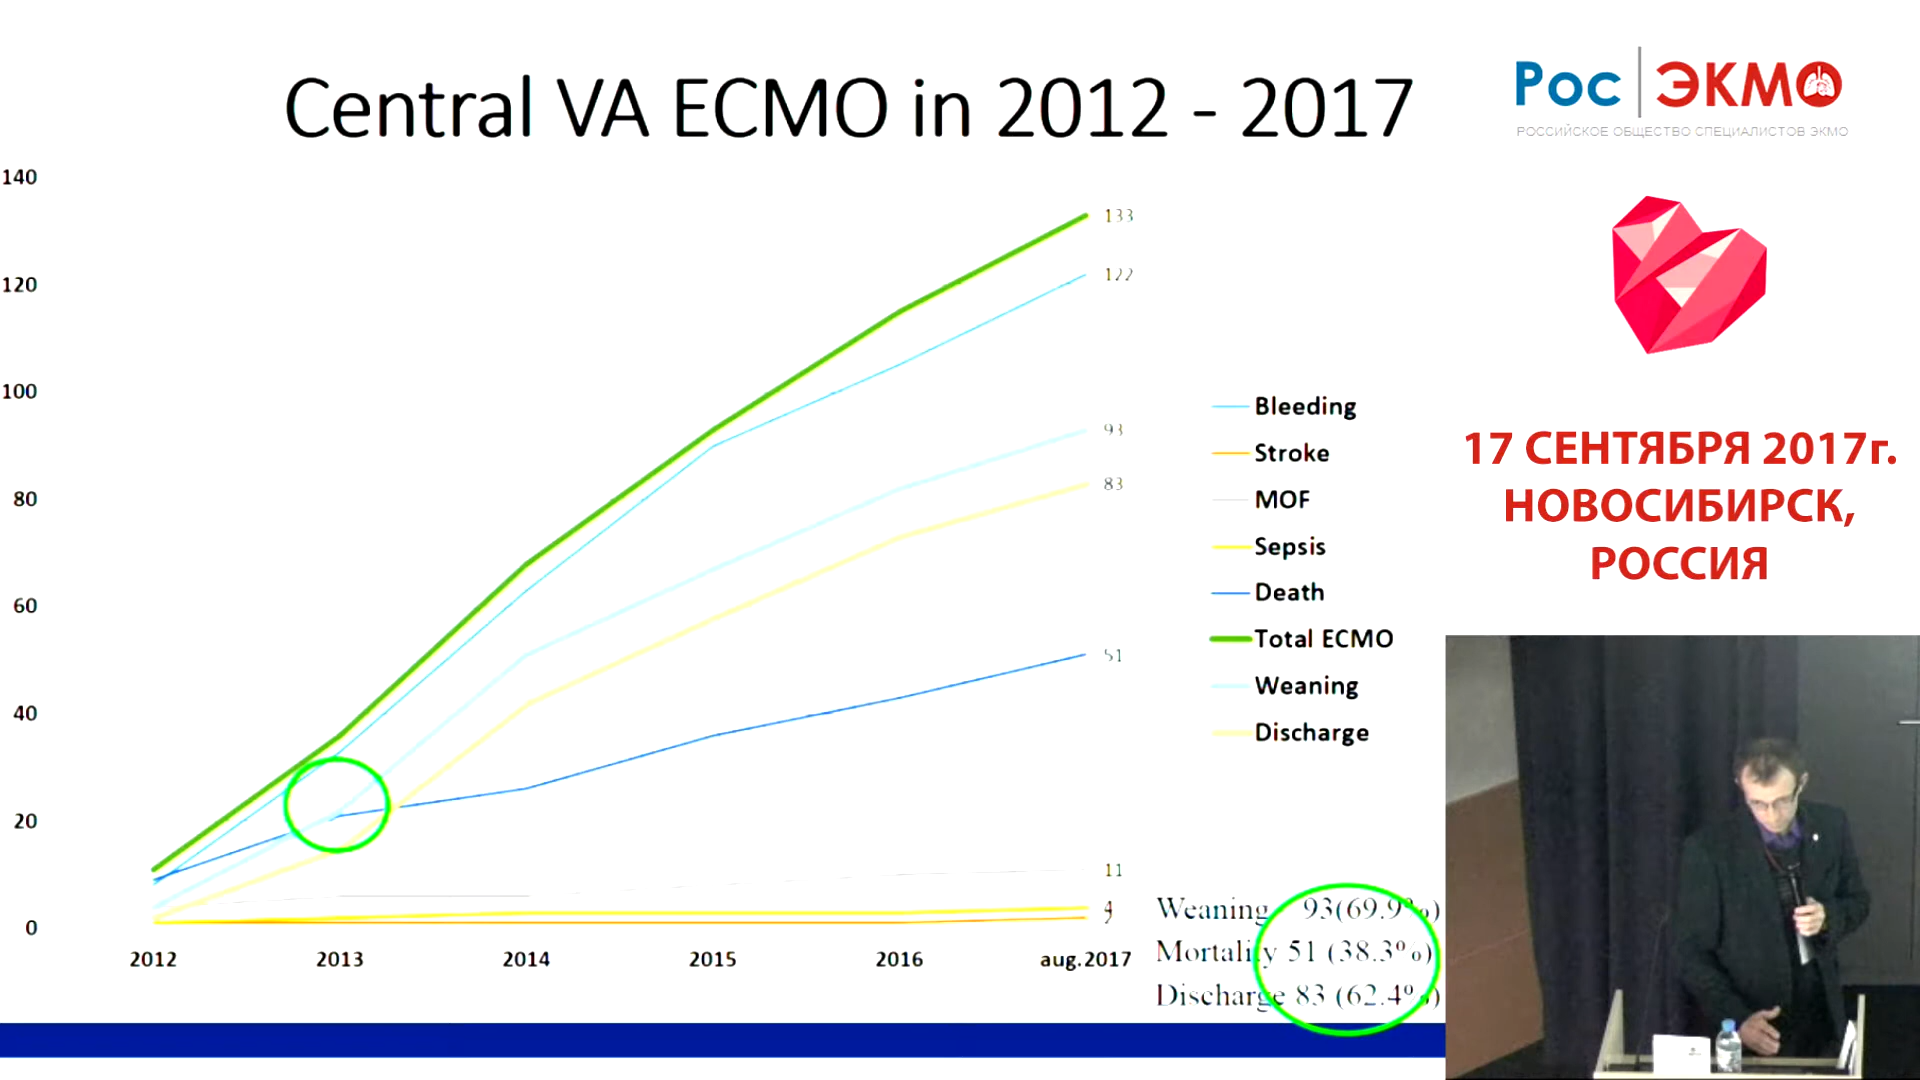 Central VA ECMO in 2012 - 2017
Рос ЭКМО
РОССИЙСКОЕ ОБЩЕСТВО СПЕЦИАЛИСТОВ ЭКМО
140
120
100
80
60
40
20
0
133
122
93
83
51
11
4
2012
2013
2014
2015
2016
aug.2017
Bleeding
Stroke
MOF
Sepsis
Death
Total ECMO
Weaning
Discharge
Weaning 93(69.9%)
Mortality 51 (38.3%)
Discharge 83 (62.4%)
17 СЕНТЯБРЯ 2017г.
НОВОСИБИРСК,
РОССИЯ